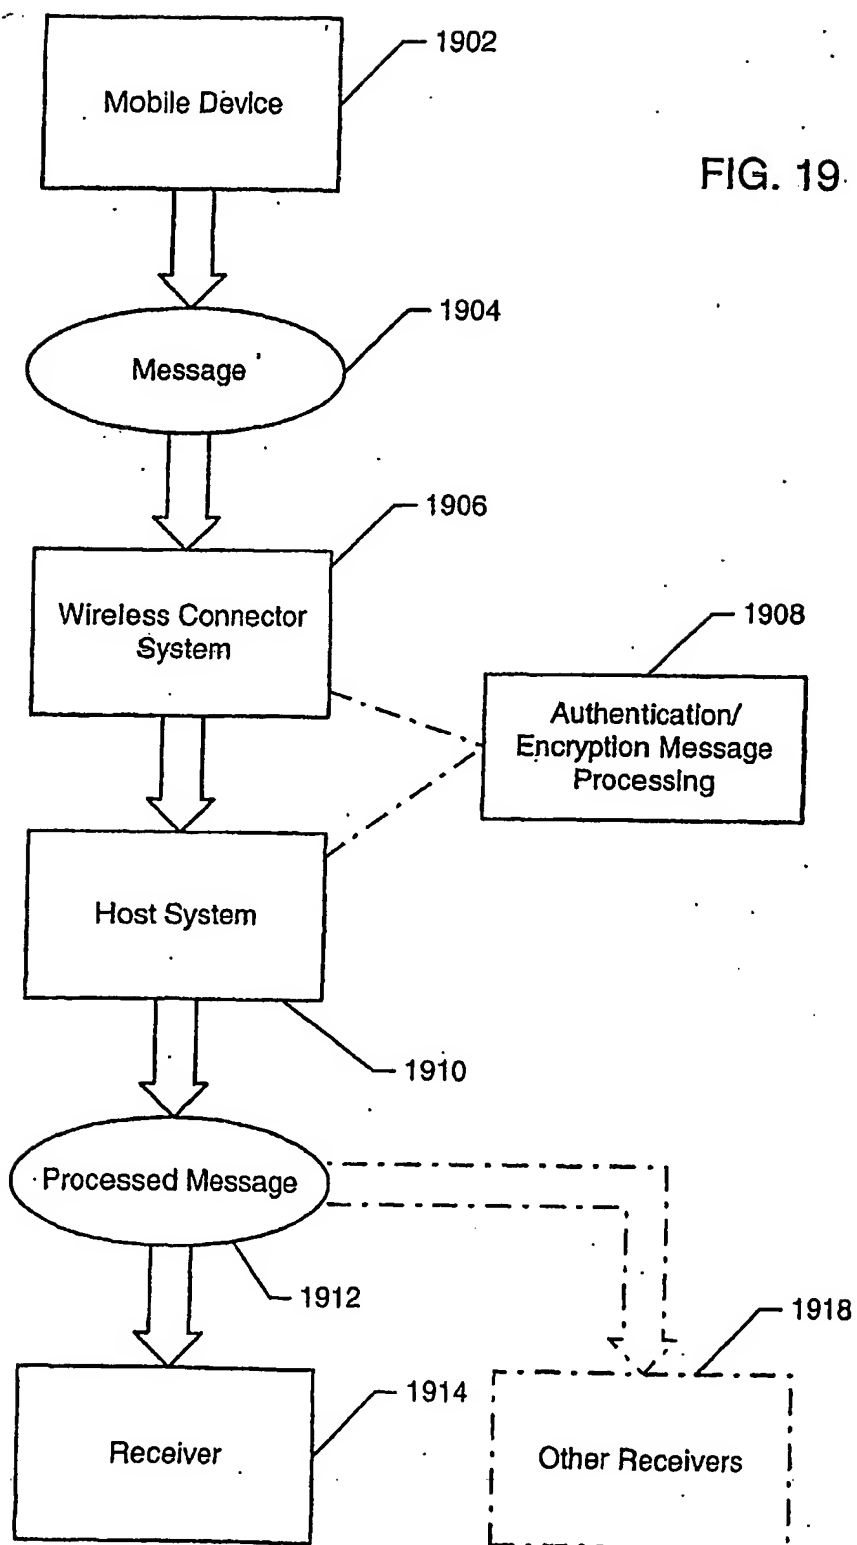 1902
Mobile Device
FIG. 19
1904
Message
1906
Wireless Connector
System
1908
Authentication/
Encryption Message
Processing
Host System
1910
Processed Message
1912
1918
1914
Receiver
Other Receivers